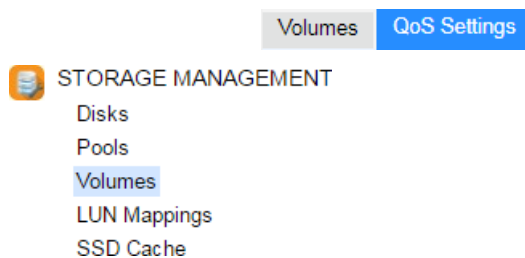 Volumes QoS Settings
STORAGE MANAGEMENT
Disks
Pools
Volumes
LUN Mappings
SSD Cache